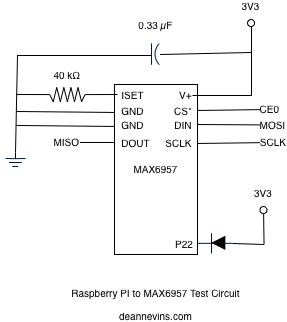 3V3
0.33 µF
40 kΩ
ISET
V+
GND
CS*
CE0
GND
DIN
MOSI
MISO
DOUT
SCLK
SCLK
MAX6957
3V3
P22
Raspberry PI to MAX6957 Test Circuit
deannevins.com